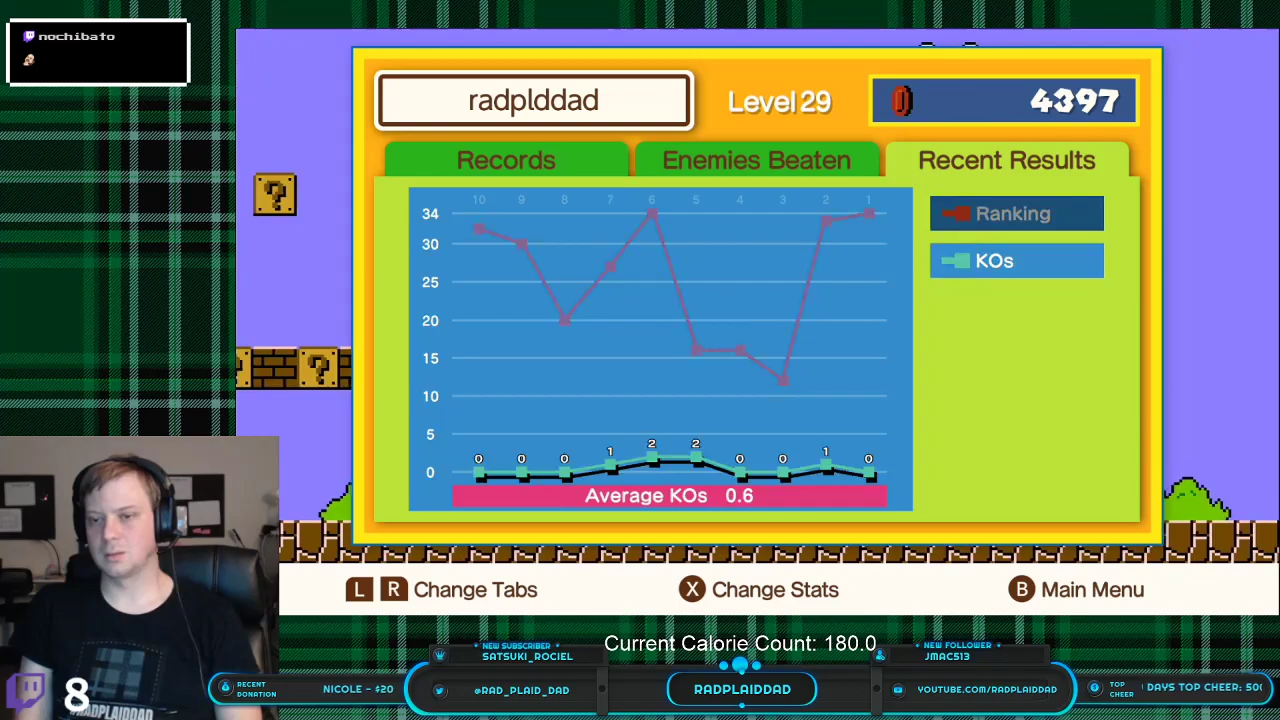 nochibato
radplddad
Level 29
4397
Records
Enemies Beaten
Recent Results
10 9 8 7 6 5 4 3 2 1
34
30
25
20
15
10
5
0
0 0 0 1 2 2 0 0 1 0
Average KOs 0.6
Ranking
KOs
L R Change Tabs
X Change Stats
B Main Menu
Current Calorie Count: 180.0
8
#RADPLAIDDAD
RECENT DONATION
NICOLE - $20
NEW SUBSCRIBER
SATSUKI_ROCIEL
@RAD_PLAID_DAD
RADPLAIDDAD
NEW FOLLOWER
JMAC513
YOUTUBE.COM/RADPLAIDDAD
TOP CHEER
DAYS TOP CHEER: